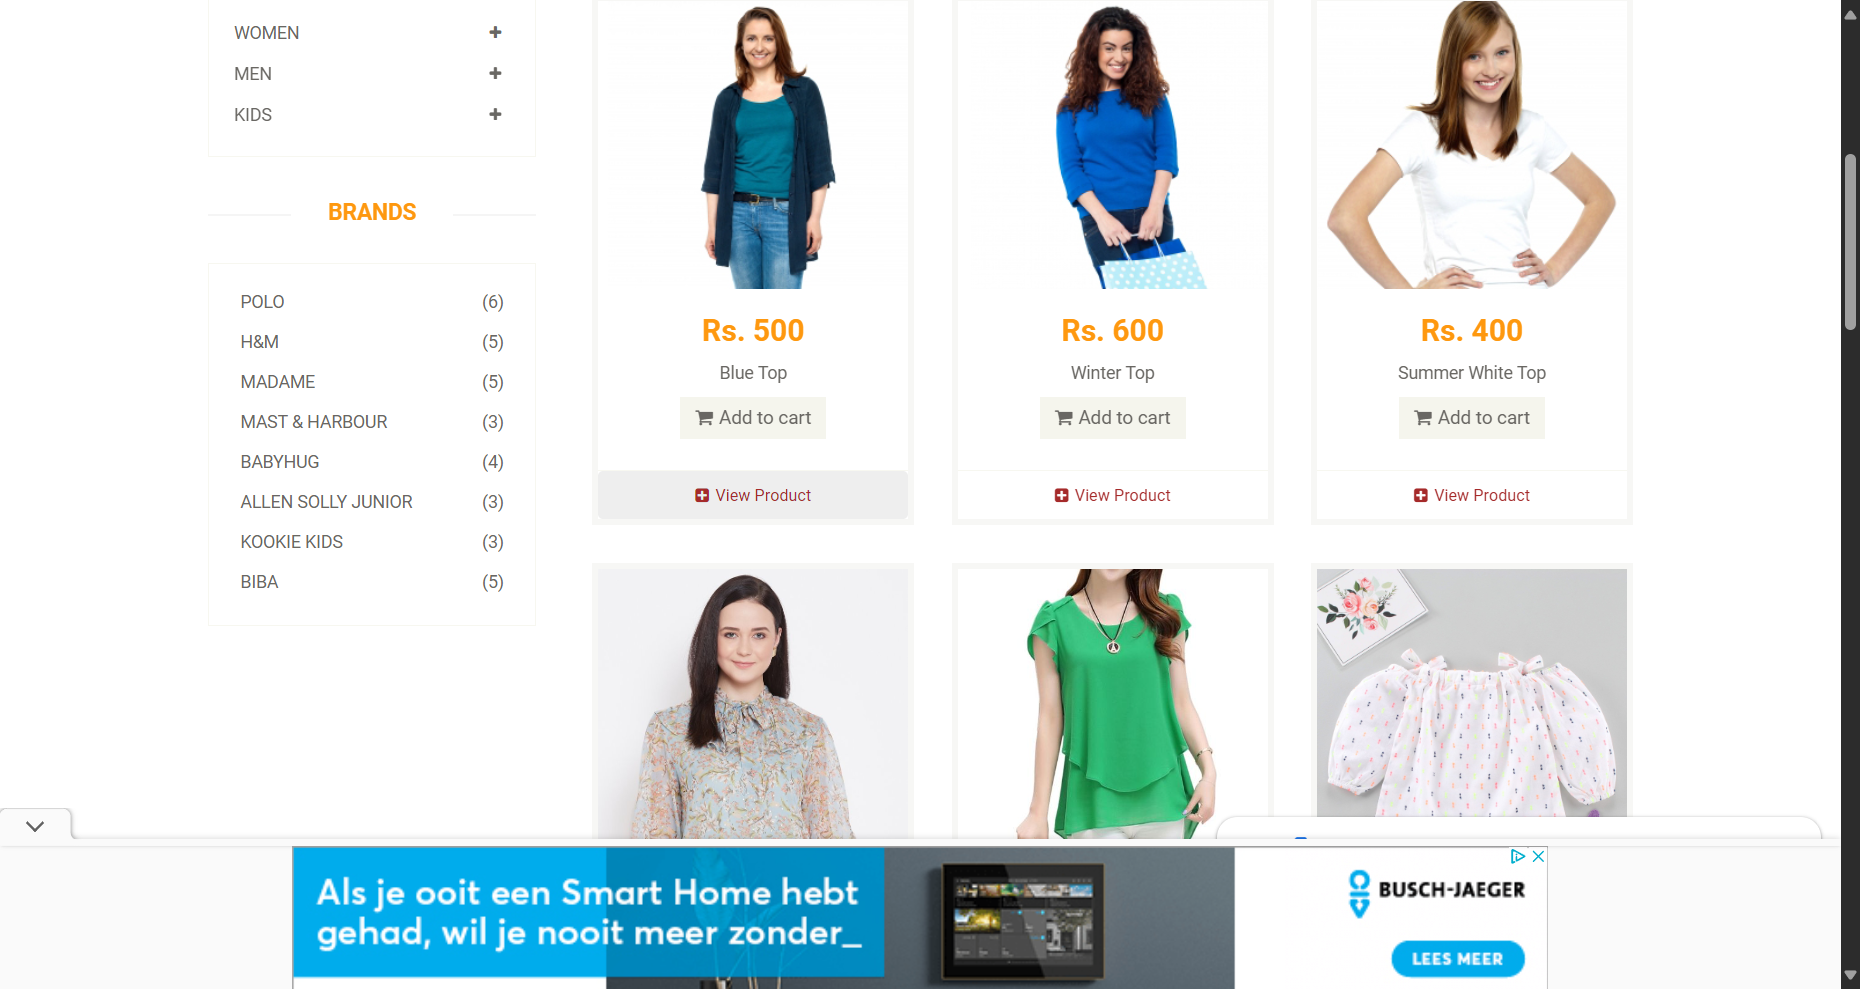 WOMEN
MEN
KIDS
BRANDS
POLO (6)
H&M (5)
MADAME (5)
MAST & HARBOUR (3)
BABYHUG (4)
ALLEN SOLLY JUNIOR (3)
KOOKIE KIDS (3)
BIBA (5)
Rs. 500
Blue Top
Add to cart
View Product
Rs. 600
Winter Top
Add to cart
View Product
Rs. 400
Summer White Top
Add to cart
View Product
Als je ooit een Smart Home hebt
gehad, wil je nooit meer zonder_
BUSCH-JAEGER
LEES MEER